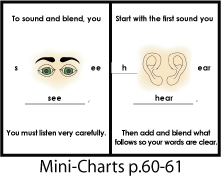 To sound and blend, you
s ee
see .
You must listen very carefully.
Start with the first sound you
h ear
hear .
Then add and blend what
follows so your words are clear.
Mini-Charts p.60-61